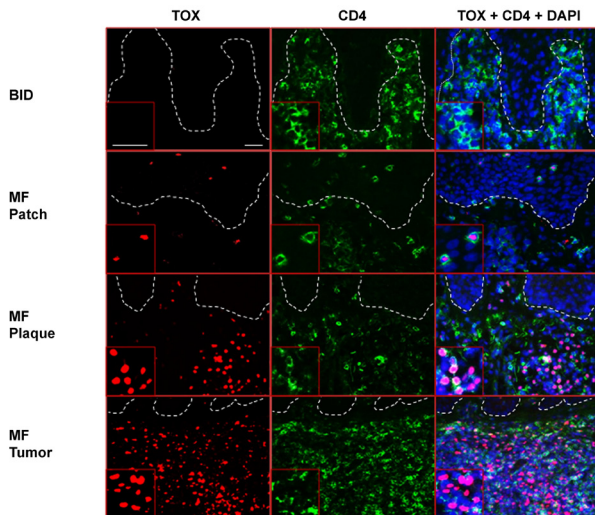 TOX CD4 TOX + CD4 + DAPI
BID
MF
Patch
MF
Plaque
MF
Tumor